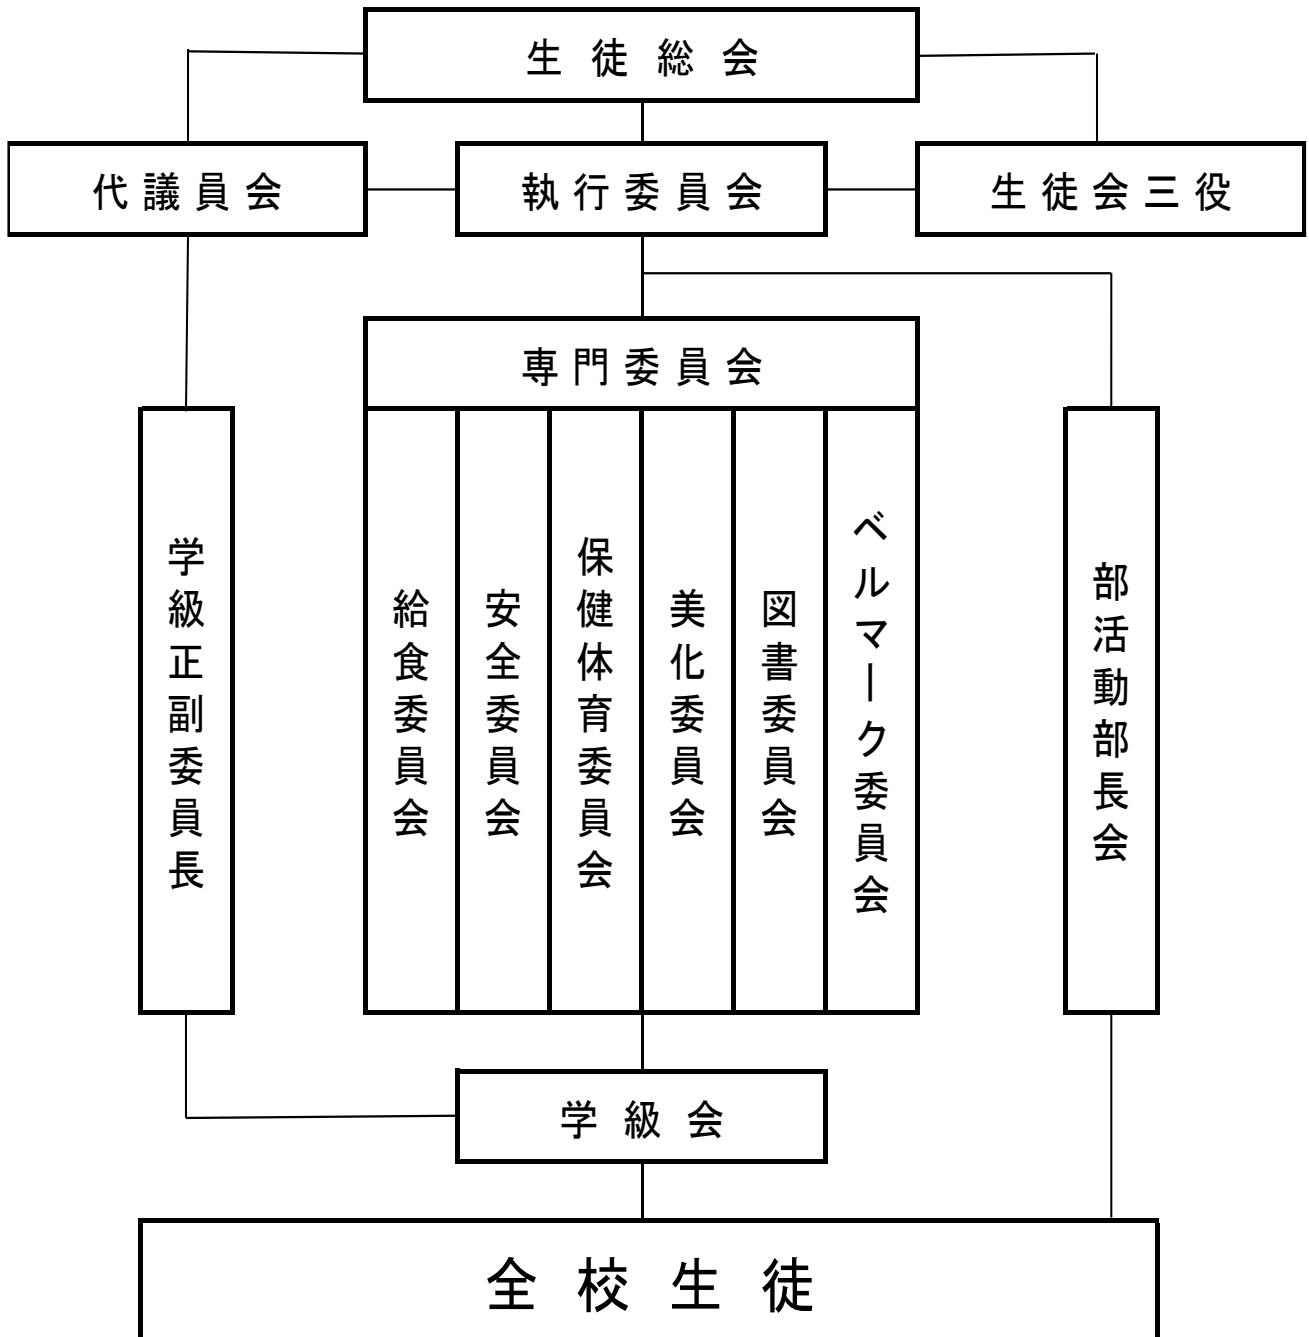 生徒総会
代議員会
執行委員会
生徒会三役
専門委員会
学級正副委員長
給食委員会
安全委員会
保健体育委員会
美化委員会
図書委員会
ベルマーク委員会
部活動部長会
学級会
全校生徒